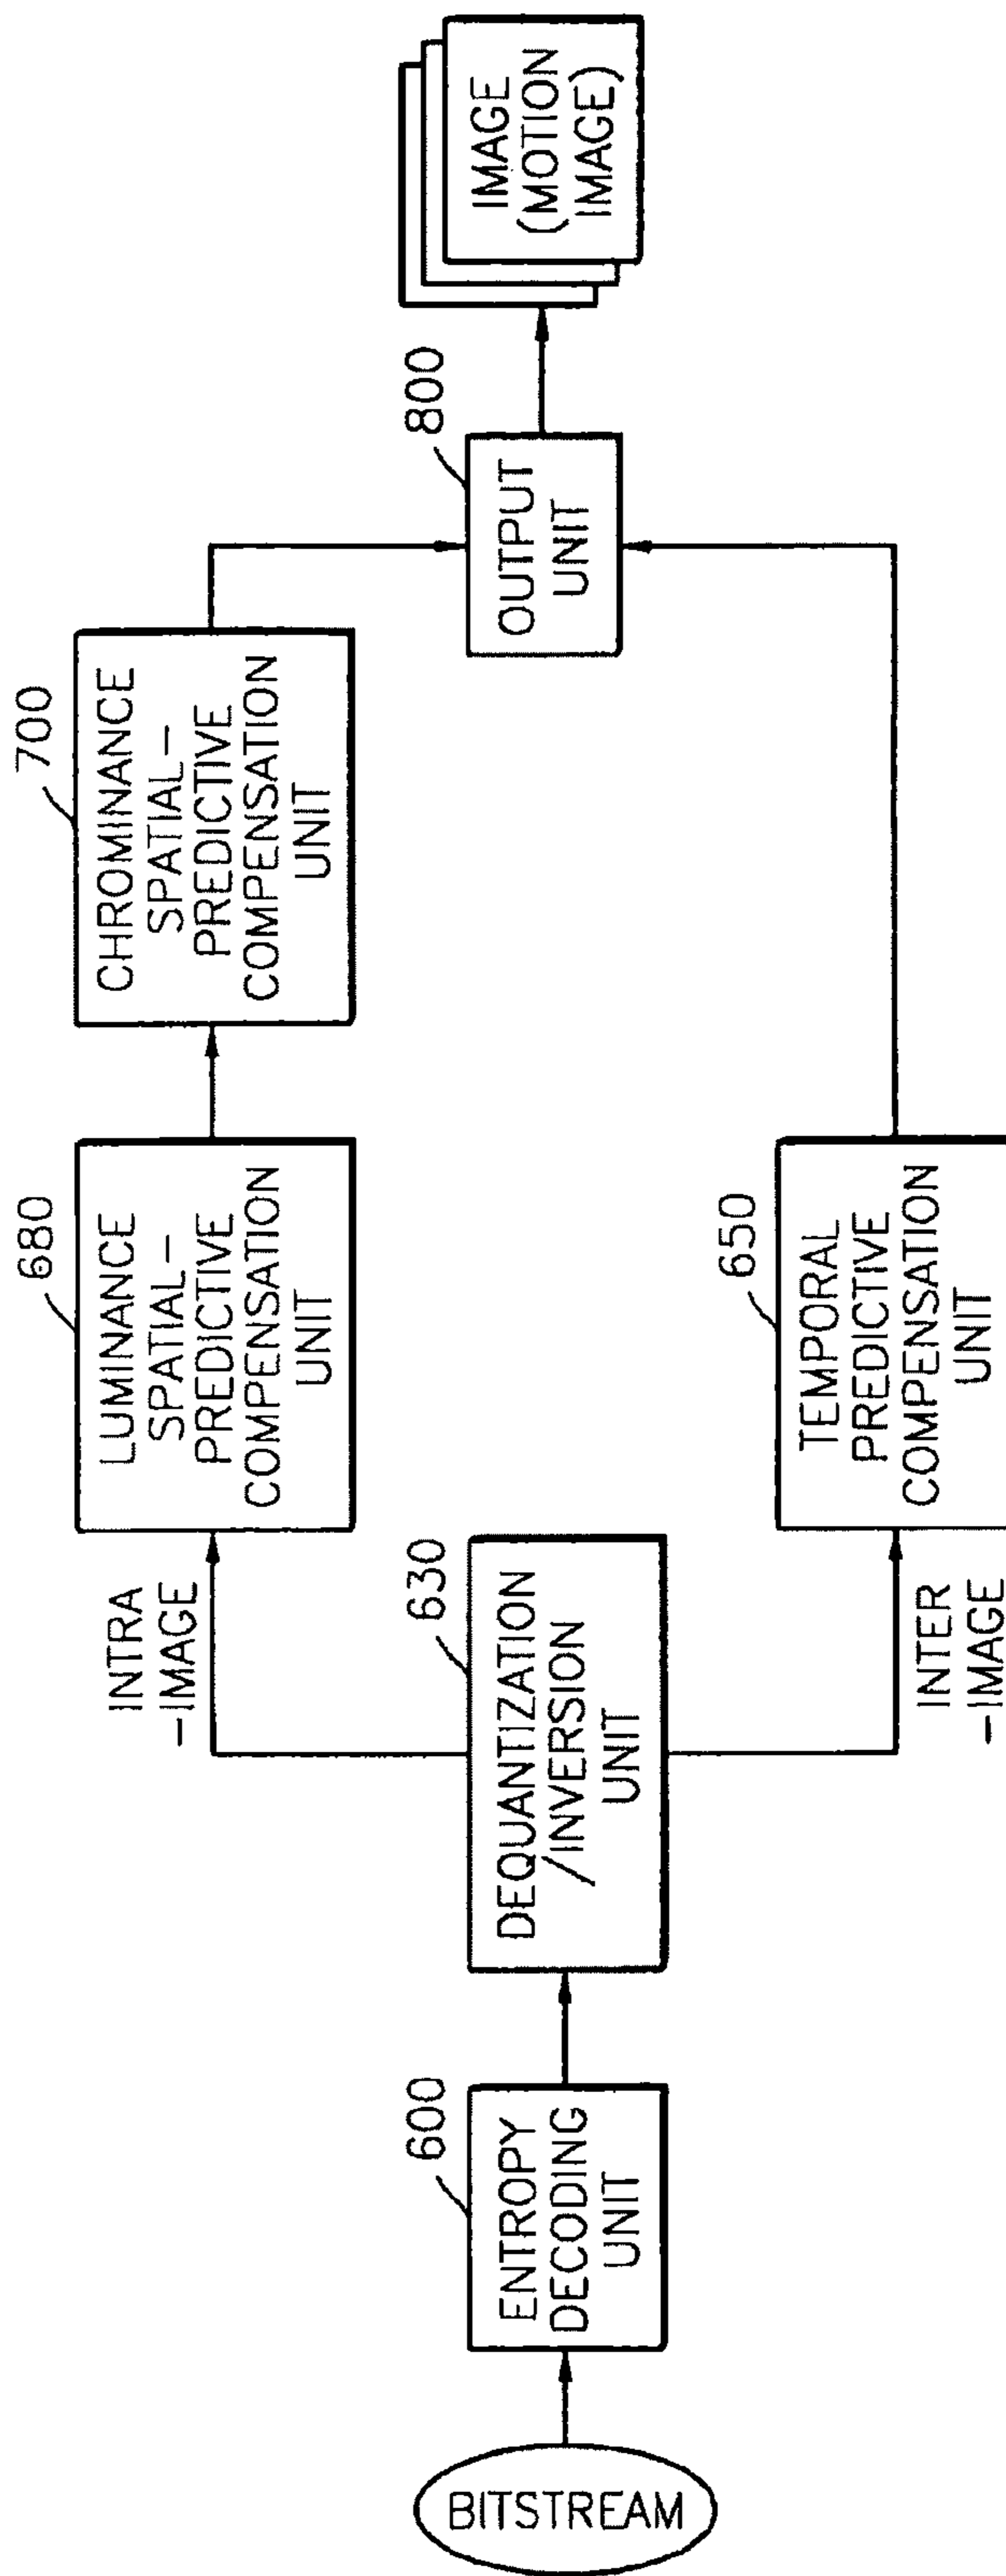 BITSTREAM
600
ENTROPY
DECODING
UNIT
630
DEQUANTIZATION
/INVERSION
UNIT
INTRA
-IMAGE
680
LUMINANCE
SPATIAL-
PREDICTIVE
COMPENSATION
UNIT
700
CHROMINANCE
SPATIAL-
PREDICTIVE
COMPENSATION
UNIT
INTER
-IMAGE
650
TEMPORAL
PREDICTIVE
COMPENSATION
UNIT
800
OUTPUT
UNIT
IMAGE
(MOTION
IMAGE)